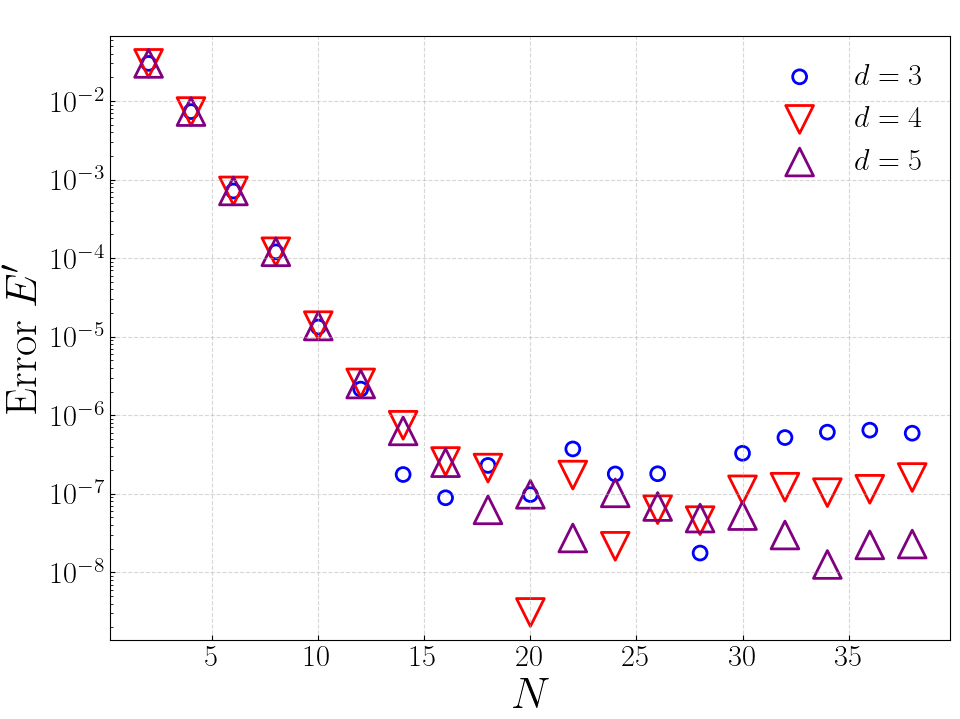 d = 3
d = 4
d = 5
10⁻²
10⁻³
10⁻⁴
10⁻⁵
10⁻⁶
10⁻⁷
10⁻⁸
Error E′
5 10 15 20 25 30 35
N